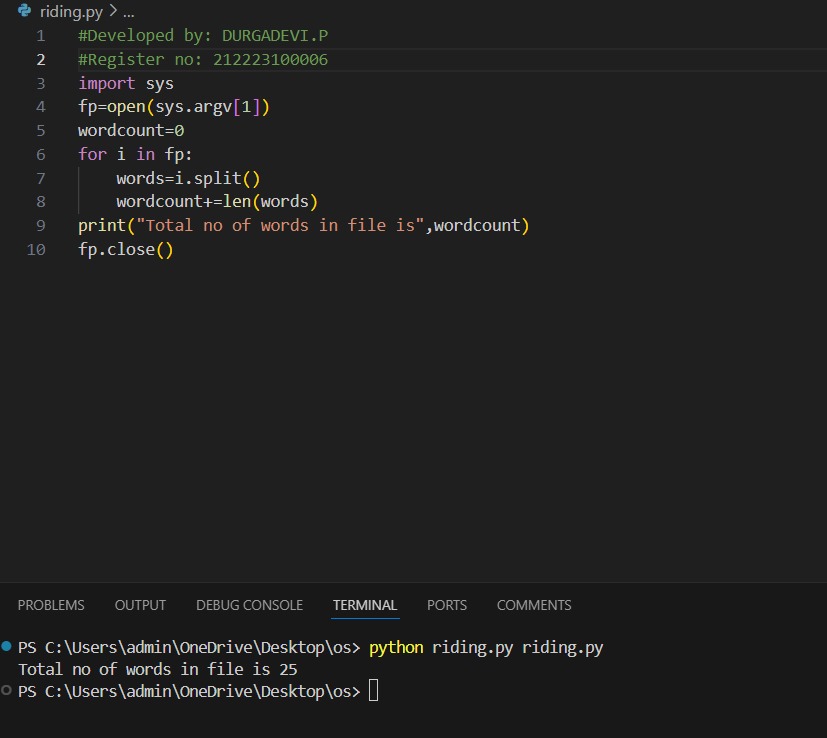 riding.py > ...
1 #Developed by: DURGADEVI.P
2 #Register no: 212223100006
3 import sys
4 fp=open(sys.argv[1])
5 wordcount=0
6 for i in fp:
7     words=i.split()
8     wordcount+=len(words)
9 print("Total no of words in file is",wordcount)
10 fp.close()
PROBLEMS OUTPUT DEBUG CONSOLE TERMINAL PORTS COMMENTS
PS C:\Users\admin\OneDrive\Desktop\os> python riding.py riding.py
Total no of words in file is 25
PS C:\Users\admin\OneDrive\Desktop\os>